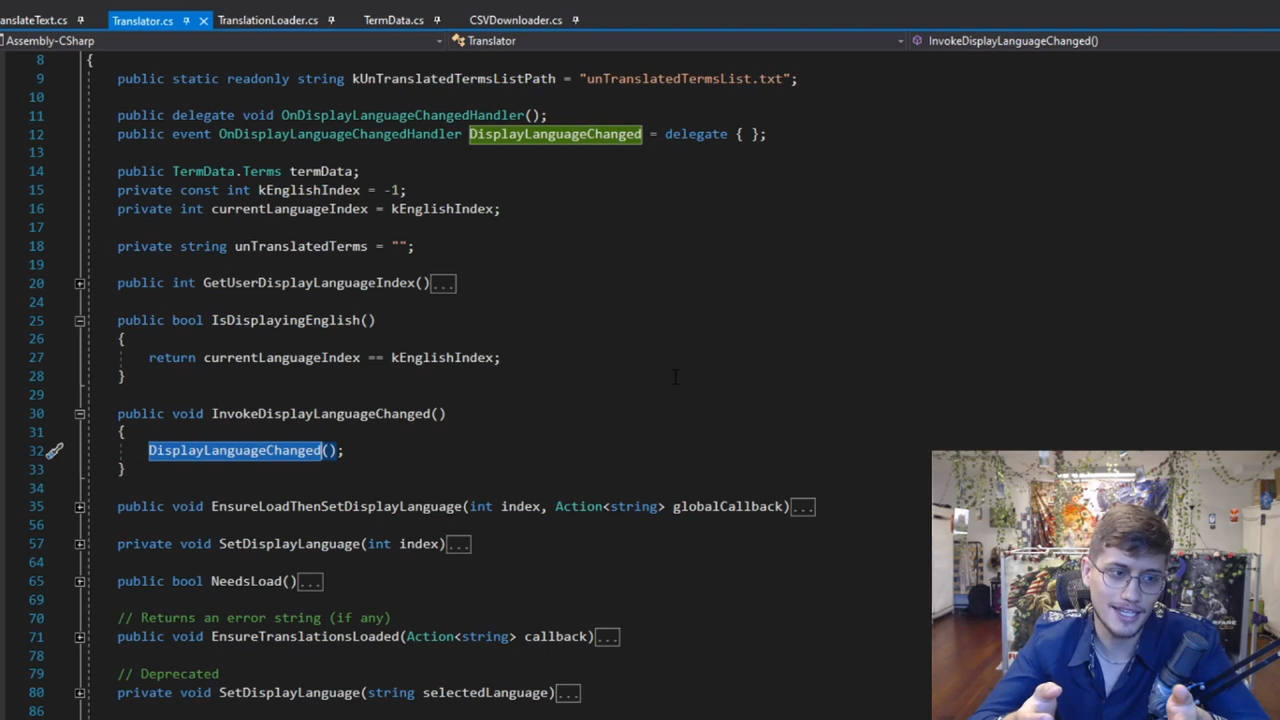 anslateText.cs Translator.cs TranslationLoader.cs TermData.cs CSVDownloader.cs
Assembly-CSharp Translator InvokeDisplayLanguageChanged()
8 {
9 public static readonly string kUnTranslatedTermsListPath = "unTranslatedTermsList.txt";
10
11 public delegate void OnDisplayLanguageChangedHandler();
12 public event OnDisplayLanguageChangedHandler DisplayLanguageChanged = delegate { };
13
14 public TermData.Terms termData;
15 private const int kEnglishIndex = -1;
16 private int currentLanguageIndex = kEnglishIndex;
17
18 private string unTranslatedTerms = "";
19
20 public int GetUserDisplayLanguageIndex()...
24
25 public bool IsDisplayingEnglish()
26 {
27 return currentLanguageIndex == kEnglishIndex;
28 }
29
30 public void InvokeDisplayLanguageChanged()
31 {
32 DisplayLanguageChanged();
33 }
34
35 public void EnsureLoadThenSetDisplayLanguage(int index, Action<string> globalCallback)...
56
57 private void SetDisplayLanguage(int index)...
64
65 public bool NeedsLoad()...
69
70 // Returns an error string (if any)
71 public void EnsureTranslationsLoaded(Action<string> callback)...
78
79 // Deprecated
80 private void SetDisplayLanguage(string selectedLanguage)...
86